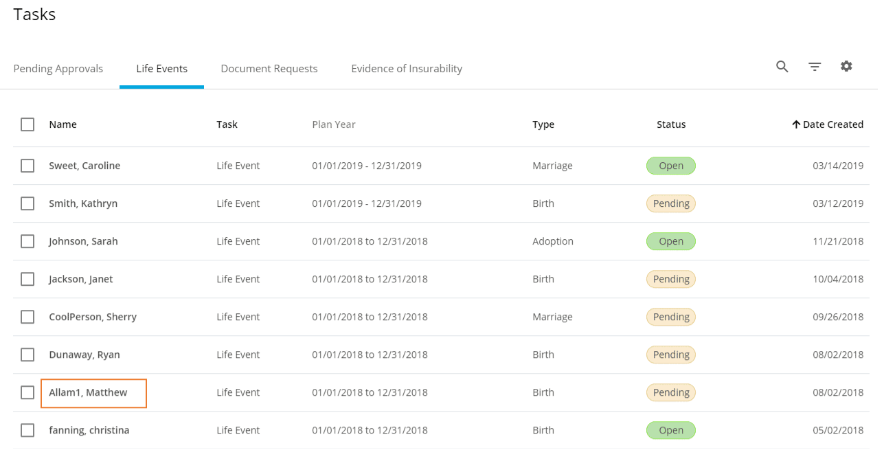 Tasks
Pending Approvals Life Events Document Requests Evidence of Insurability
Name Task Plan Year Type Status Date Created
Sweet, Caroline Life Event 01/01/2019 - 12/31/2019 Marriage Open 03/14/2019
Smith, Kathryn Life Event 01/01/2019 - 12/31/2019 Birth Pending 03/12/2019
Johnson, Sarah Life Event 01/01/2018 to 12/31/2018 Adoption Open 11/21/2018
Jackson, Janet Life Event 01/01/2018 to 12/31/2018 Birth Pending 10/04/2018
CoolPerson, Sherry Life Event 01/01/2018 to 12/31/2018 Marriage Pending 09/26/2018
Dunaway, Ryan Life Event 01/01/2018 to 12/31/2018 Birth Pending 08/02/2018
Allam1, Matthew Life Event 01/01/2018 to 12/31/2018 Birth Pending 08/02/2018
fanning, christina Life Event 01/01/2018 to 12/31/2018 Birth Open 05/02/2018